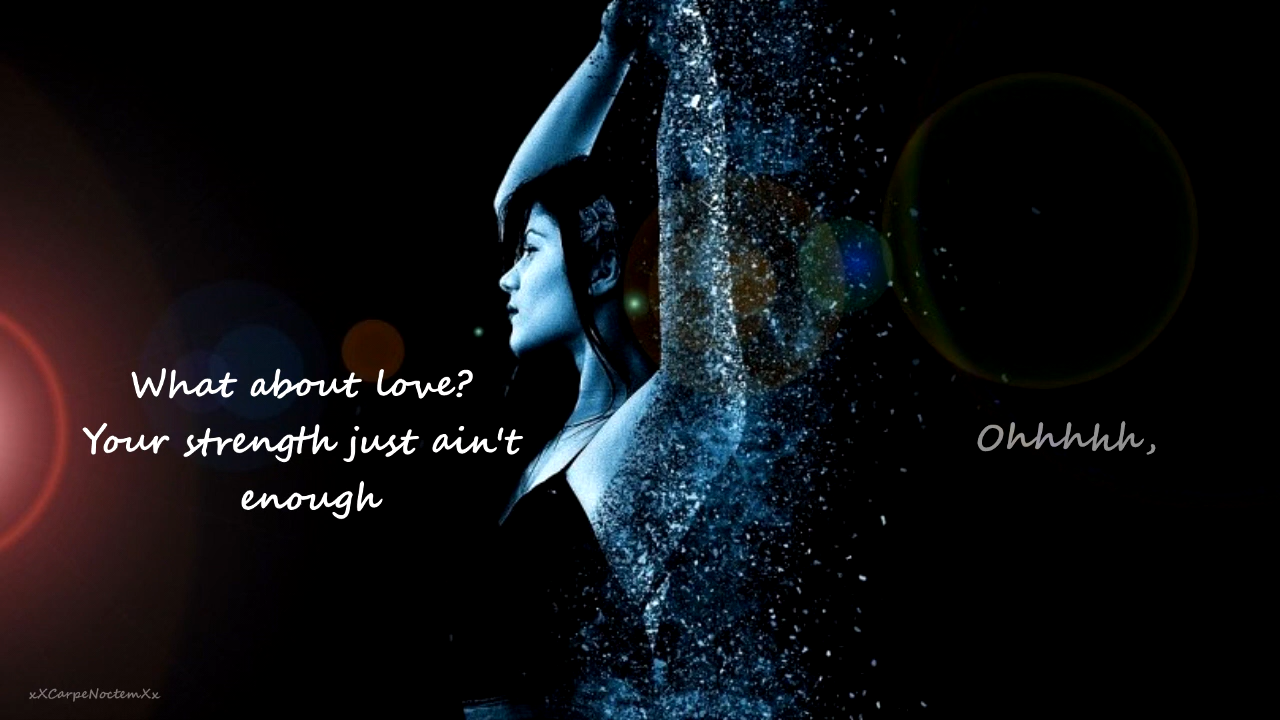 What about love?
Your strength just ain't
enough
Ohhhhh,
xXCarpeNoctemXx